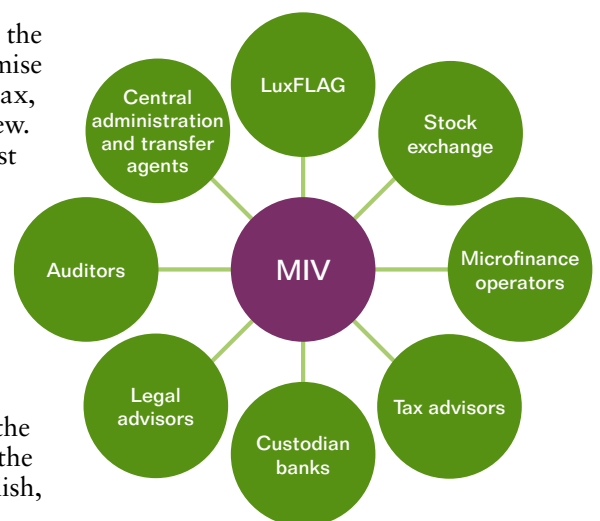 the
mise
ax,
ew.
st
the
the
lish,
LuxFLAG
Stock
exchange
Microfinance
operators
Tax advisors
Custodian
banks
Legal
advisors
Auditors
Central
administration
and transfer
agents
MIV